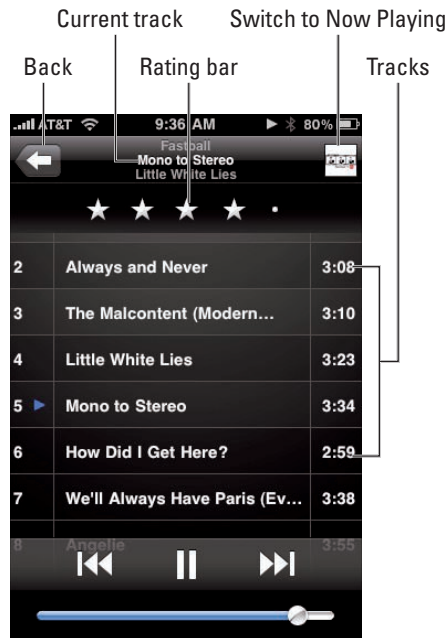 Current track Switch to Now Playing
Back Rating bar Tracks
AT&T 9:36 AM 80%
Fastball
Mono to Stereo
Little White Lies
2 Always and Never 3:08
3 The Malcontent (Modern... 3:10
4 Little White Lies 3:23
5 Mono to Stereo 3:34
6 How Did I Get Here? 2:59
7 We'll Always Have Paris (Ev... 3:38
8 Angelie 3:55